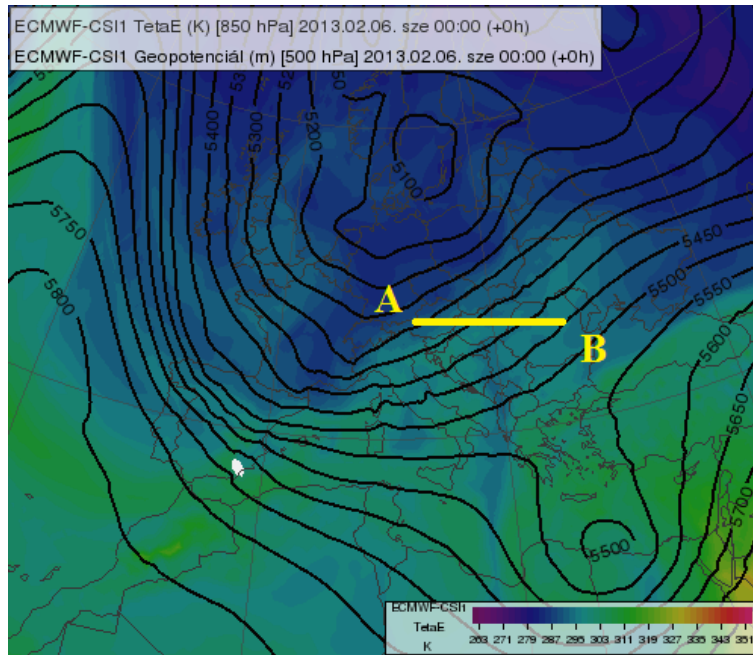 ECMWF-CSI1 TetaE (K) [850 hPa] 2013.02.06. sze 00:00 (+0h)
ECMWF-CSI1 Geopotenciál (m) [500 hPa] 2013.02.06. sze 00:00 (+0h)
5400
5300
5200
5100
5750
5800
5450
5500
5550
A
B
5600
5650
5700
5500
ECMWF-CSI1
TetaE
K
263 271 279 287 295 303 311 319 327 335 343 351